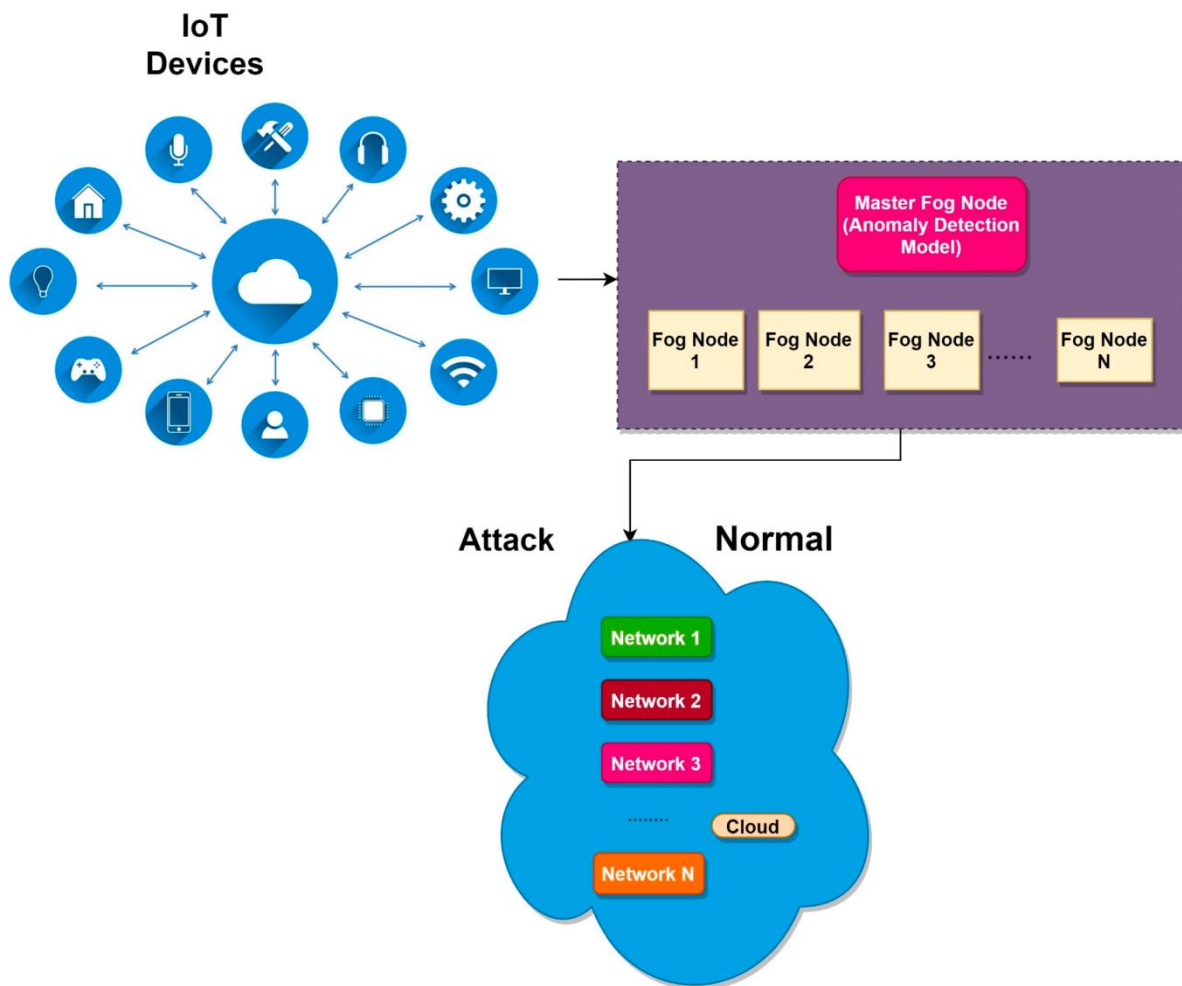 IoT
Devices
Master Fog Node
(Anomaly Detection
Model)
Fog Node
1
Fog Node
2
Fog Node
3
......
Fog Node
N
Attack
Normal
Network 1
Network 2
Network 3
........
Cloud
Network N